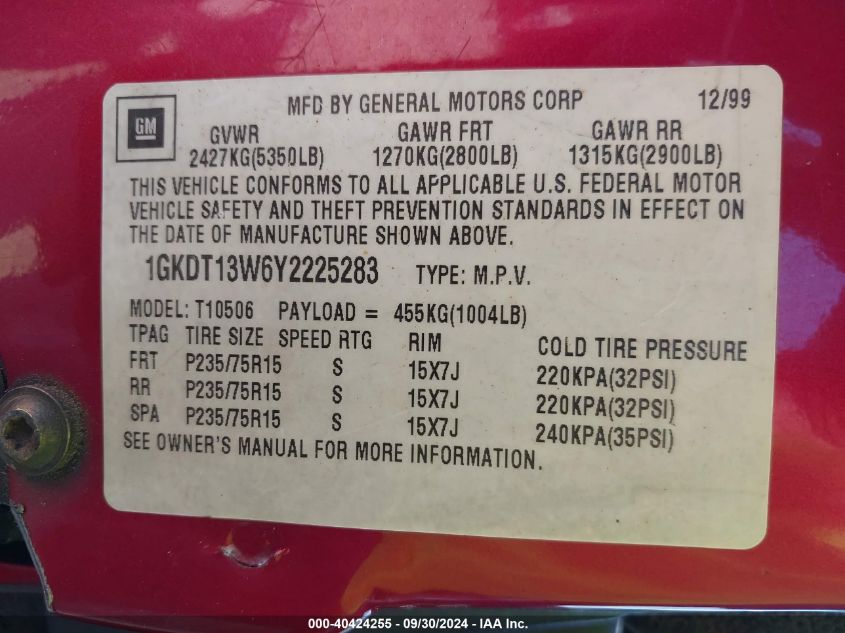 GM
MFD BY GENERAL MOTORS CORP 12/99
GVWR GAWR FRT GAWR RR
2427KG(5350LB) 1270KG(2800LB) 1315KG(2900LB)
THIS VEHICLE CONFORMS TO ALL APPLICABLE U.S. FEDERAL MOTOR
VEHICLE SAFETY AND THEFT PREVENTION STANDARDS IN EFFECT ON
THE DATE OF MANUFACTURE SHOWN ABOVE.
1GKDT13W6Y2225283 TYPE: M.P.V.
MODEL: T10506 PAYLOAD = 455KG(1004LB)
TPAG TIRE SIZE SPEED RTG RIM COLD TIRE PRESSURE
FRT P235/75R15 S 15X7J 220KPA(32PSI)
RR P235/75R15 S 15X7J 220KPA(32PSI)
SPA P235/75R15 S 15X7J 240KPA(35PSI)
SEE OWNER'S MANUAL FOR MORE INFORMATION.
000-40424255 - 09/30/2024 - IAA Inc.